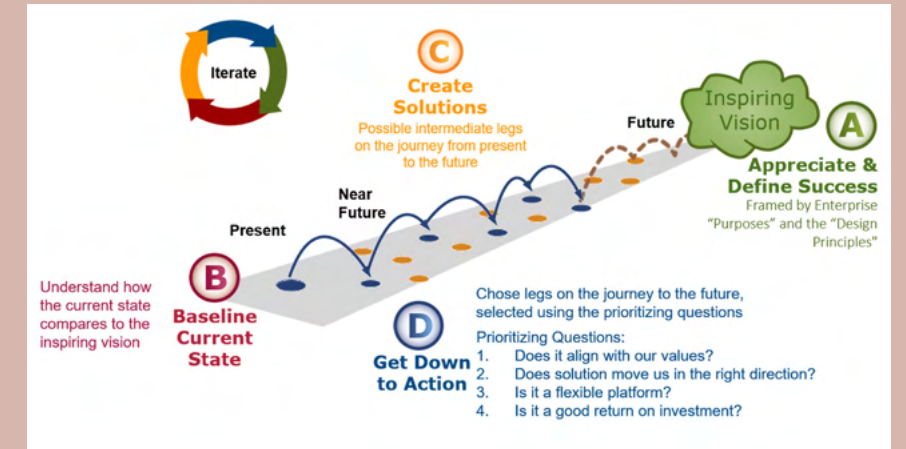 Iterate
C
Create
Solutions
Possible intermediate legs
on the journey from present
to the future
Future
Inspiring
Vision
A
Appreciate &
Define Success
Framed by Enterprise
“Purposes” and the “Design
Principles”
Near
Future
Present
B
Baseline
Current
State
Understand how
the current state
compares to the
inspiring vision
D
Get Down
to Action
Chose legs on the journey to the future,
selected using the prioritizing questions
Prioritizing Questions:
1. Does it align with our values?
2. Does solution move us in the right direction?
3. Is it a flexible platform?
4. Is it a good return on investment?